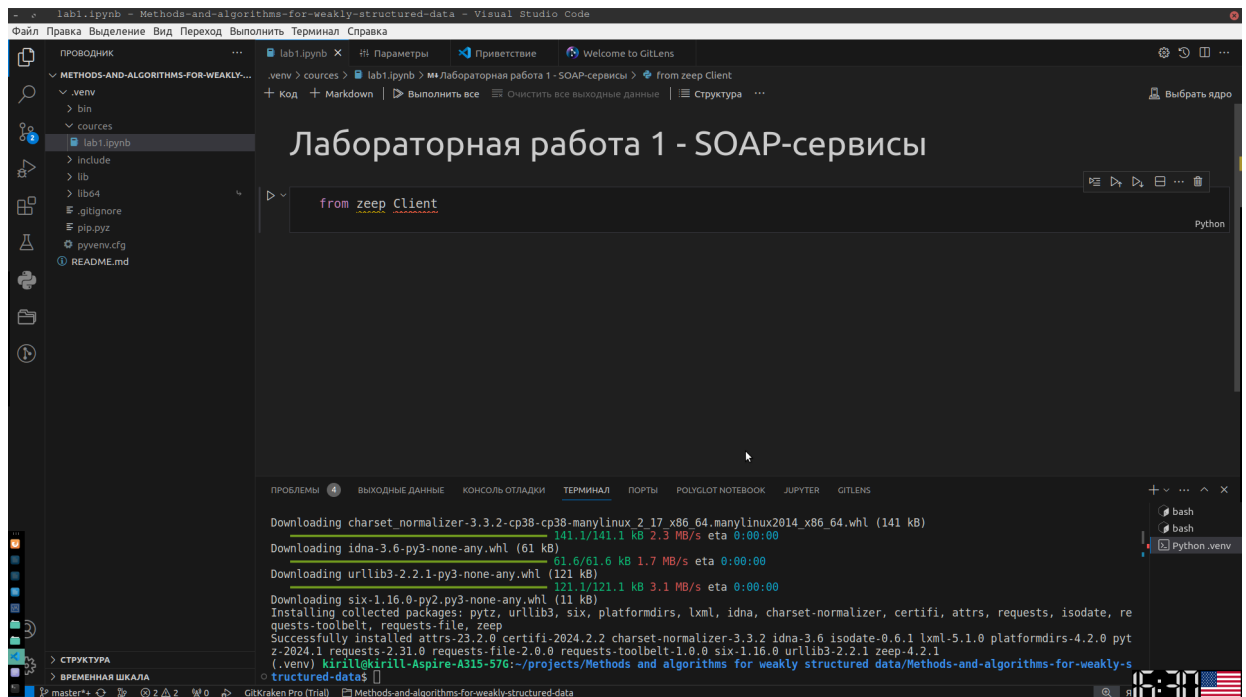 lab1.ipynb - Methods-and-algorithms-for-weakly-structured-data - Visual Studio Code
Файл Правка Выделение Вид Переход Выполнить Терминал Справка
ПРОВОДНИК
lab1.ipynb
Параметры
Приветствие
Welcome to GitLens
METHODS-AND-ALGORITHMS-FOR-WEAKLY-...
.venv > cources > lab1.ipynb > Лабораторная работа 1 - SOAP-сервисы > from zeep Client
.venv
+ Код + Markdown Выполнить все Очистить все выходные данные Структура ...
Выбрать ядро
bin
cources
lab1.ipynb
include
lib
lib64
.gitignore
pip.pyz
pyvenv.cfg
README.md
Лабораторная работа 1 - SOAP-сервисы
from zeep Client
Python
2
ПРОБЛЕМЫ 4 ВЫХОДНЫЕ ДАННЫЕ КОНСОЛЬ ОТЛАДКИ ТЕРМИНАЛ ПОРТЫ POLYGLOT NOTEBOOK JUPYTER GITLENS
Downloading charset_normalizer-3.3.2-cp38-cp38-manylinux_2_17_x86_64.manylinux2014_x86_64.whl (141 kB)
141.1/141.1 kB 2.3 MB/s eta 0:00:00
Downloading idna-3.6-py3-none-any.whl (61 kB)
61.6/61.6 kB 1.7 MB/s eta 0:00:00
Downloading urllib3-2.2.1-py3-none-any.whl (121 kB)
121.1/121.1 kB 3.1 MB/s eta 0:00:00
Downloading six-1.16.0-py2.py3-none-any.whl (11 kB)
Installing collected packages: pytz, urllib3, six, platformdirs, lxml, idna, charset-normalizer, certifi, attrs, requests, isodate, re
quests-toolbelt, requests-file, zeep
Successfully installed attrs-23.2.0 certifi-2024.2.2 charset-normalizer-3.3.2 idna-3.6 isodate-0.6.1 lxml-5.1.0 platformdirs-4.2.0 pyt
z-2024.1 requests-2.31.0 requests-file-2.0.0 requests-toolbelt-1.0.0 six-1.16.0 urllib3-2.2.1 zeep-4.2.1
(.venv) kirill@kirill-Aspire-A315-57G:~/projects/Methods and algorithms for weakly structured data/Methods-and-algorithms-for-weakly-s
tructured-data$
bash
bash
Python .venv
СТРУКТУРА
ВРЕМЕННАЯ ШКАЛА
master*+ 2 2 0 GitKraken Pro (Trial) Methods-and-algorithms-for-weakly-structured-data